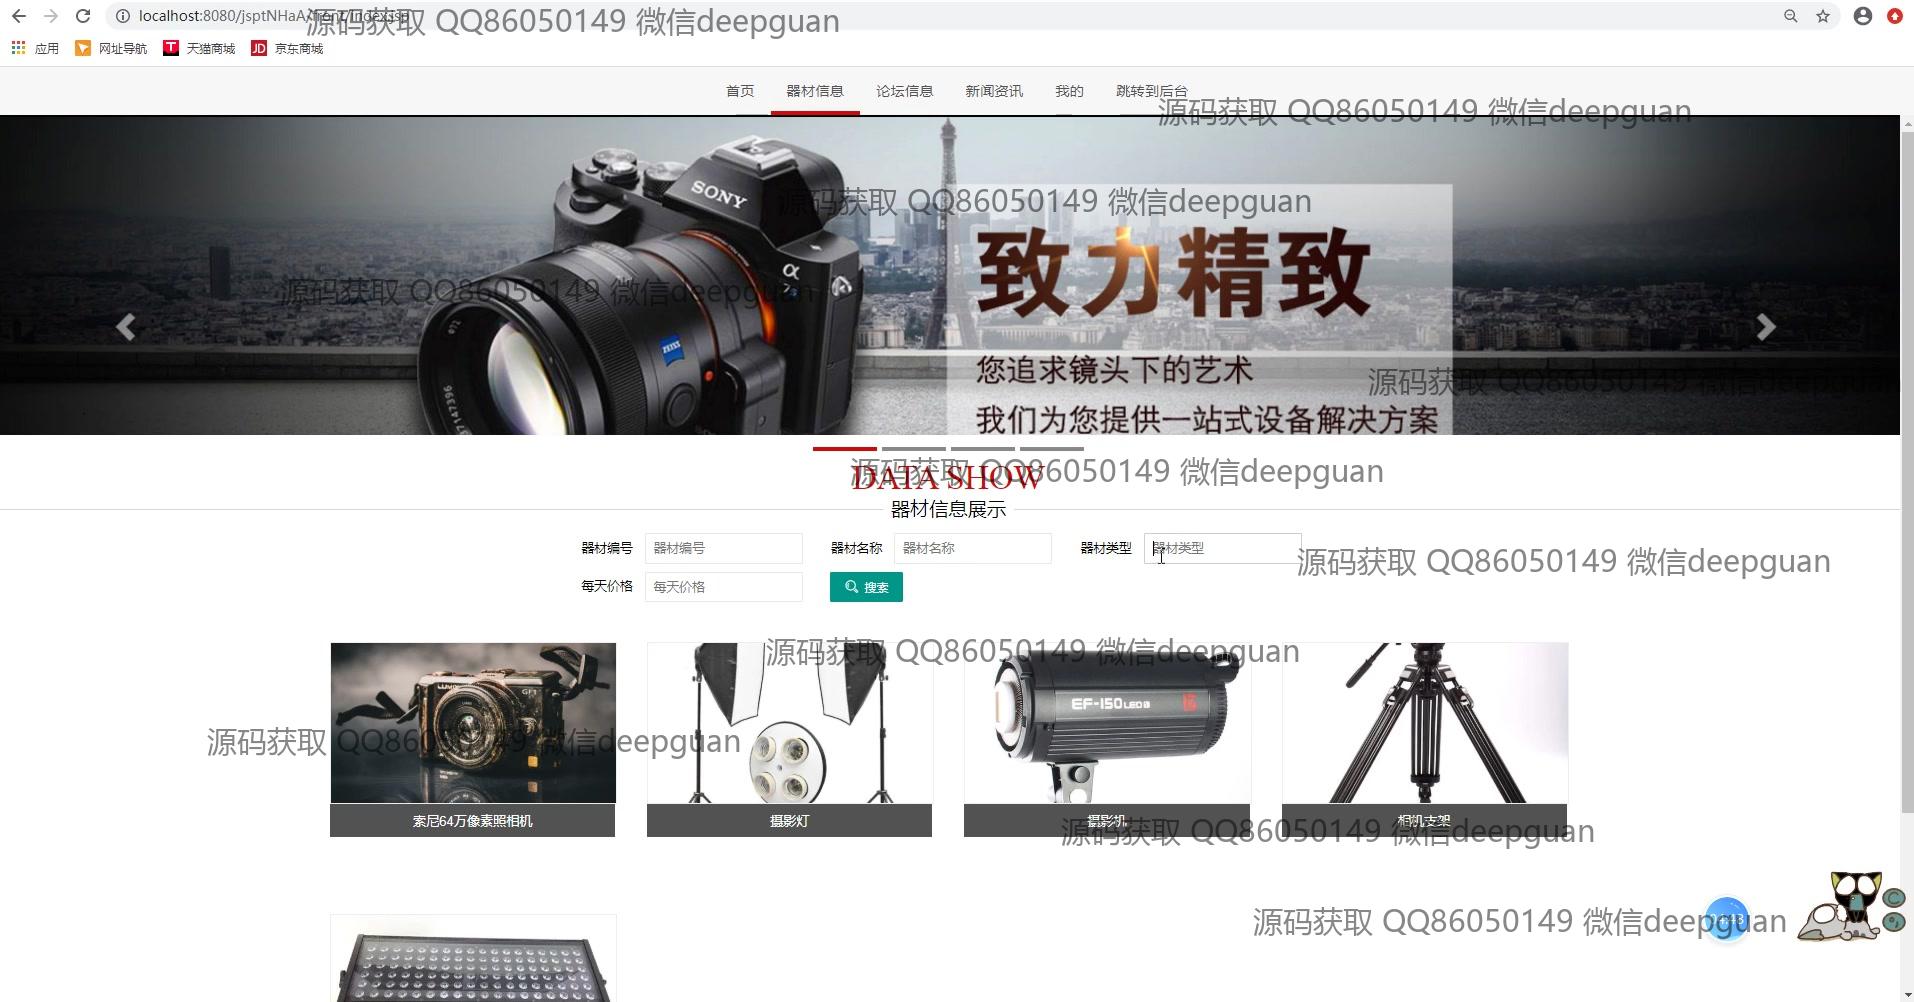 localhost:8080/jsptNHaA/front/index.jsp
源码获取 QQ86050149 微信deepguan
应用 网址导航 天猫商城 JD 京东商城
首页 器材信息 论坛信息 新闻资讯 我的 跳转到后台
源码获取 QQ86050149 微信deepguan
SONY
源码获取 QQ86050149 微信deepguan
致力精致
α
源码获取 QQ86050149 微信deepguan
ZEISS
您追求镜头下的艺术
源码获取 QQ86050149 微信deepguan
我们为您提供一站式设备解决方案
DATA SHOW
源码获取 QQ86050149 微信deepguan
器材信息展示
器材编号 器材编号 器材名称 器材名称 器材类型 器材类型
源码获取 QQ86050149 微信deepguan
每天价格 每天价格 搜索
源码获取 QQ86050149 微信deepguan
LUMIX GF1
EF-150 LED
源码获取 QQ86050149 微信deepguan
索尼64万像素照相机 摄影灯 摄影机 相机支架
源码获取 QQ86050149 微信deepguan
源码获取 QQ86050149 微信deepguan